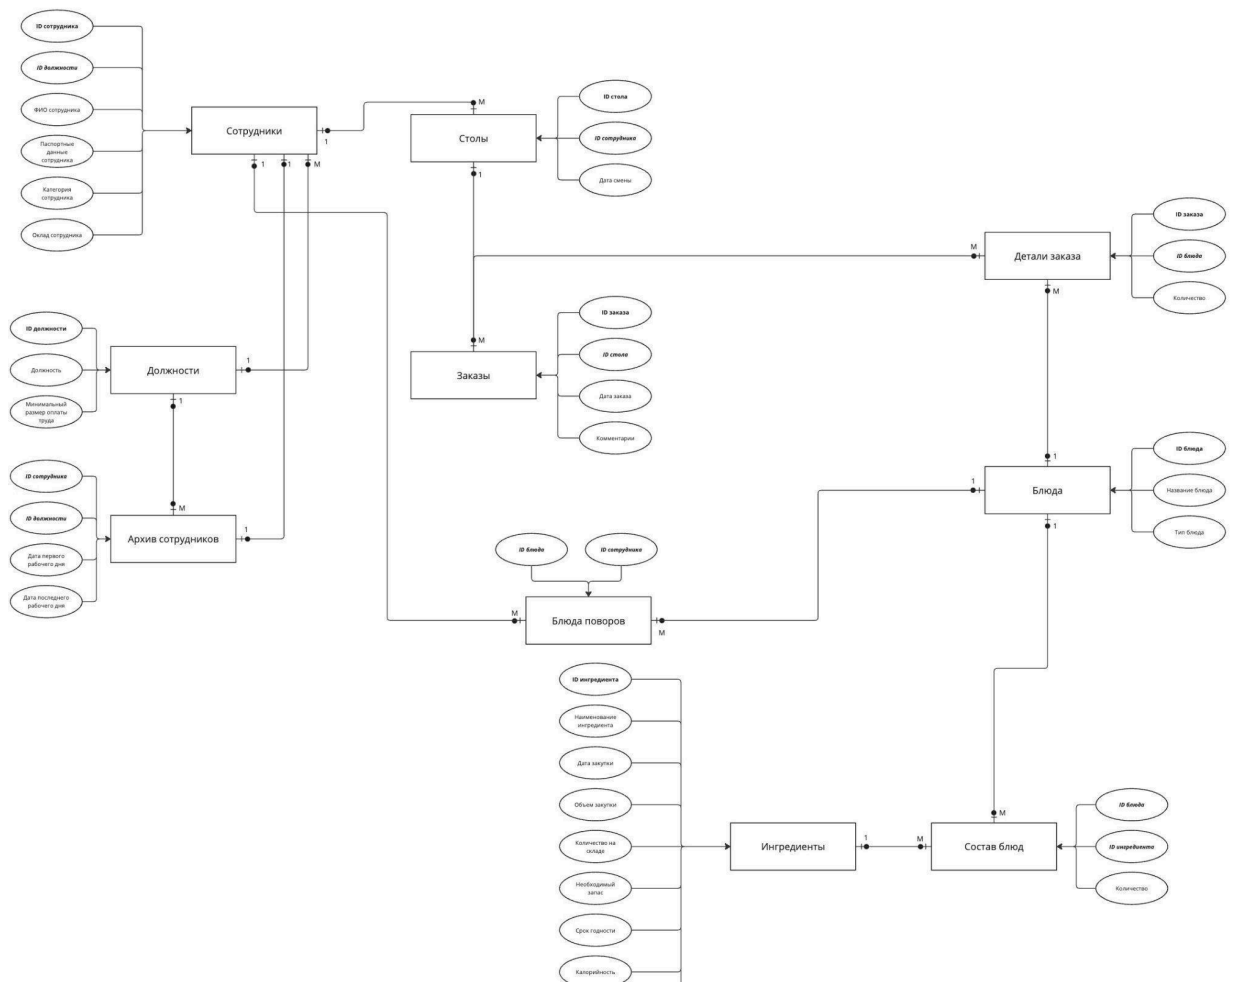 ID сотрудника
ID должности
ФИО сотрудника
Паспортные
данные
сотрудника
Категория
сотрудника
Оклад сотрудника
Сотрудники
1
1
1
M
M
Столы
1
ID стола
ID сотрудника
Дата смены
M
Детали заказа
M
ID заказа
ID блюда
Количество
ID должности
Должность
Минимальный
размер оплаты
труда
Должности
1
1
M
Заказы
ID заказа
ID стола
Дата заказа
Комментарии
ID сотрудника
ID должности
Дата первого
рабочего дня
Дата последнего
рабочего дня
M
Архив сотрудников
1
1
1
Блюда
1
ID блюда
Название блюда
Тип блюда
ID блюда
ID сотрудника
M
Блюда поворов
M
ID ингредиента
Наименование
ингредиента
Дата закупки
Объем закупки
Количество на
складе
Необходимый
запас
Срок годности
Калорийность
Ингредиенты
1
M
M
Состав блюд
ID блюда
ID ингредиента
Количество